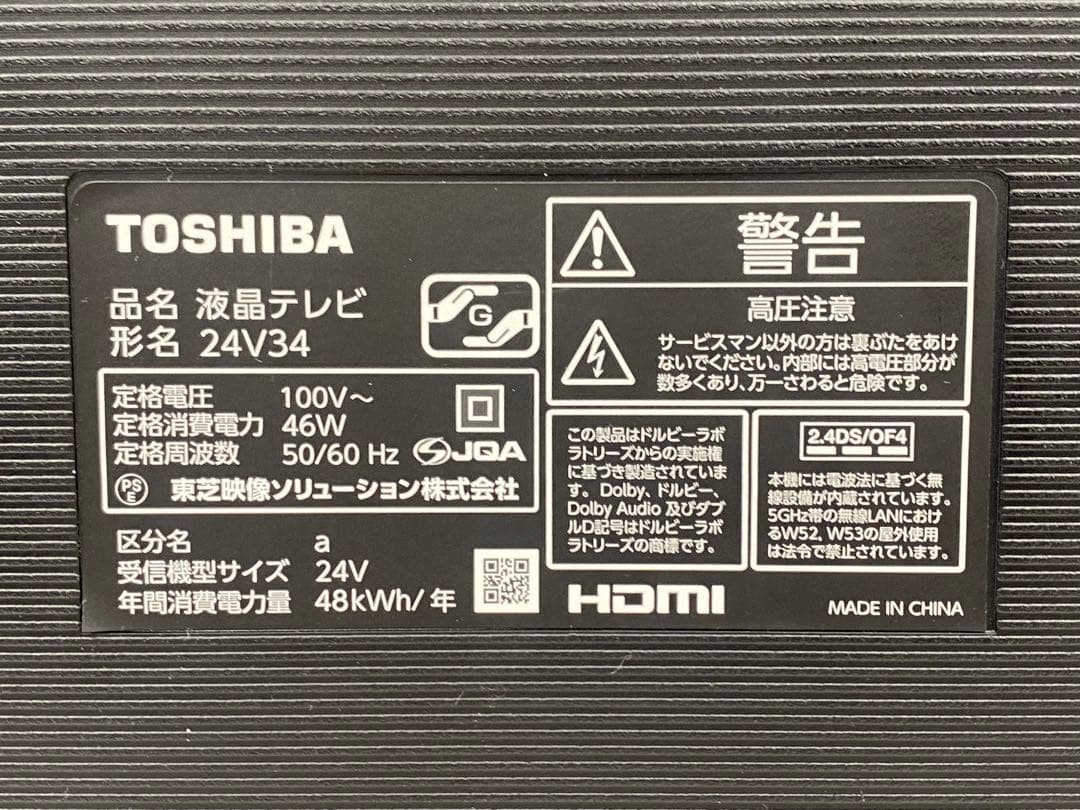 TOSHIBA
品名 液晶テレビ
形名 24V34
G
定格電圧 100V~
定格消費電力 46W
定格周波数 50/60 Hz
JQA
PS
E
東芝映像ソリューション株式会社
区分名 a
受信機型サイズ 24V
年間消費電力量 48kWh/年
警告
高圧注意
サービスマン以外の方は裏ぶたをあけ
ないでください。内部には高電圧部分が
数多くあり、万一さわると危険です。
この製品はドルビーラボ
ラトリーズからの実施権
に基づき製造されていま
す。Dolby、ドルビー、
Dolby Audio 及びダブ
ルD記号はドルビーラボ
ラトリーズの商標です。
2.4DS/OF4
本機には電波法に基づく無
線設備が内蔵されています。
5GHz帯の無線LANにおけ
るW52, W53の屋外使用
は法令で禁止されています。
HDMI
MADE IN CHINA